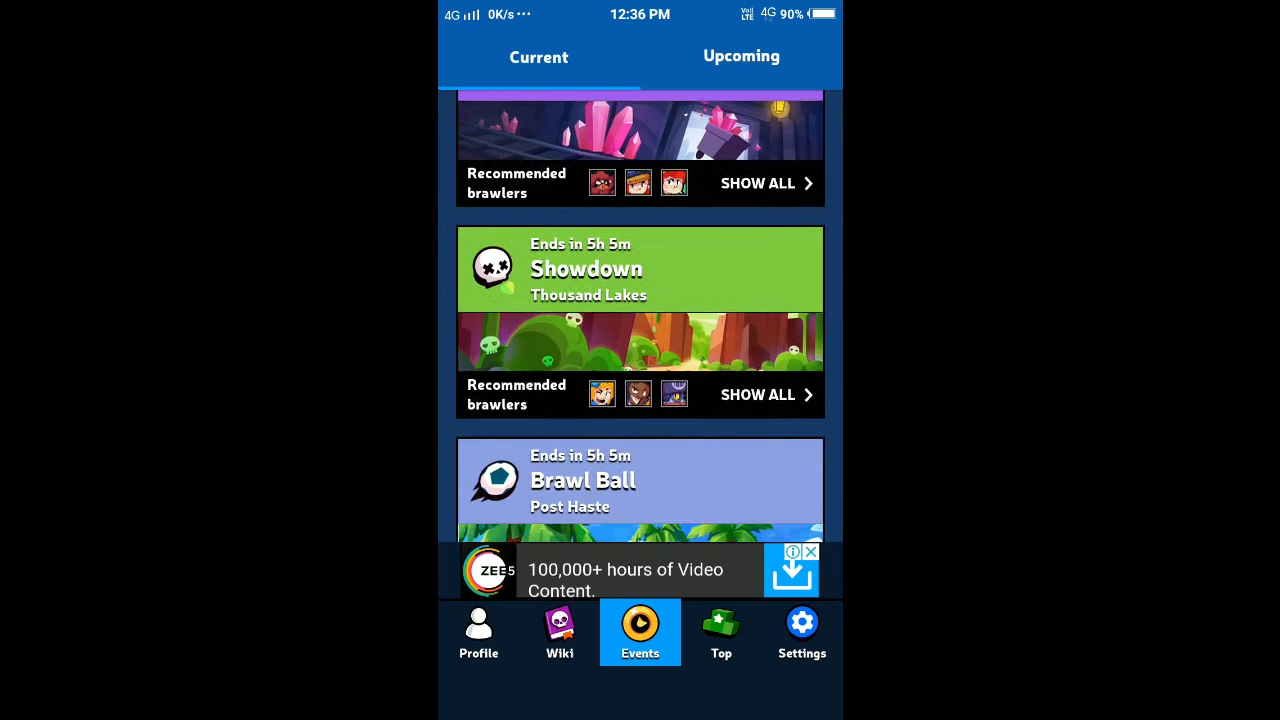 4G 0K/s ... 12:36 PM VoLTE 4G 90%
Current Upcoming
Recommended
brawlers
SHOW ALL
Ends in 5h 5m
Showdown
Thousand Lakes
Recommended
brawlers
SHOW ALL
Ends in 5h 5m
Brawl Ball
Post Haste
ZEE5
100,000+ hours of Video
Content.
Profile Wiki Events Top Settings